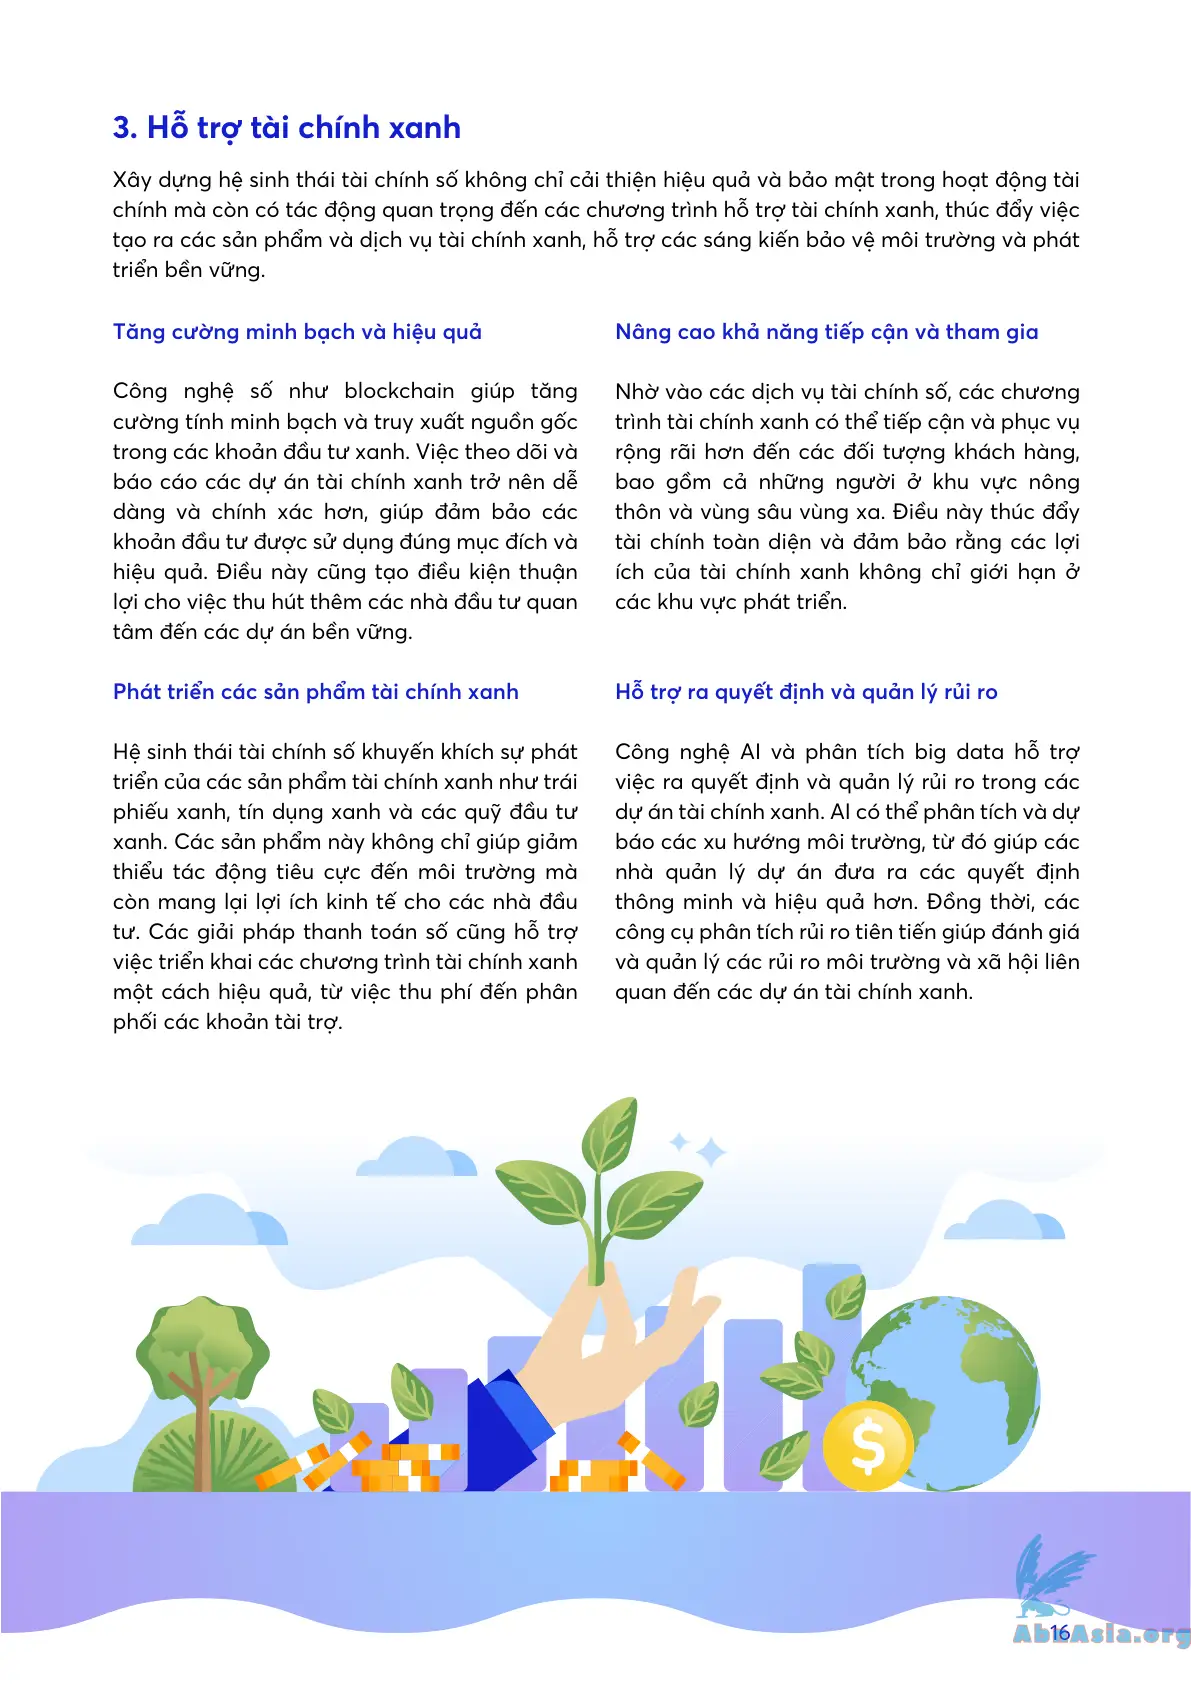 3. Hỗ trợ tài chính xanh
Xây dựng hệ sinh thái tài chính số không chỉ cải thiện hiệu quả và bảo mật trong hoạt động tài
chính mà còn có tác động quan trọng đến các chương trình hỗ trợ tài chính xanh, thúc đẩy việc
tạo ra các sản phẩm và dịch vụ tài chính xanh, hỗ trợ các sáng kiến bảo vệ môi trường và phát
triển bền vững.
Tăng cường minh bạch và hiệu quả
Công nghệ số như blockchain giúp tăng
cường tính minh bạch và truy xuất nguồn gốc
trong các khoản đầu tư xanh. Việc theo dõi và
báo cáo các dự án tài chính xanh trở nên dễ
dàng và chính xác hơn, giúp đảm bảo các
khoản đầu tư được sử dụng đúng mục đích và
hiệu quả. Điều này cũng tạo điều kiện thuận
lợi cho việc thu hút thêm các nhà đầu tư quan
tâm đến các dự án bền vững.
Nâng cao khả năng tiếp cận và tham gia
Nhờ vào các dịch vụ tài chính số, các chương
trình tài chính xanh có thể tiếp cận và phục vụ
rộng rãi hơn đến các đối tượng khách hàng,
bao gồm cả những người ở khu vực nông
thôn và vùng sâu vùng xa. Điều này thúc đẩy
tài chính toàn diện và đảm bảo rằng các lợi
ích của tài chính xanh không chỉ giới hạn ở
các khu vực phát triển.
Phát triển các sản phẩm tài chính xanh
Hệ sinh thái tài chính số khuyến khích sự phát
triển của các sản phẩm tài chính xanh như trái
phiếu xanh, tín dụng xanh và các quỹ đầu tư
xanh. Các sản phẩm này không chỉ giúp giảm
thiểu tác động tiêu cực đến môi trường mà
còn mang lại lợi ích kinh tế cho các nhà đầu
tư. Các giải pháp thanh toán số cũng hỗ trợ
việc triển khai các chương trình tài chính xanh
một cách hiệu quả, từ việc thu phí đến phân
phối các khoản tài trợ.
Hỗ trợ ra quyết định và quản lý rủi ro
Công nghệ AI và phân tích big data hỗ trợ
việc ra quyết định và quản lý rủi ro trong các
dự án tài chính xanh. AI có thể phân tích và dự
báo các xu hướng môi trường, từ đó giúp các
nhà quản lý dự án đưa ra các quyết định
thông minh và hiệu quả hơn. Đồng thời, các
công cụ phân tích rủi ro tiên tiến giúp đánh giá
và quản lý các rủi ro môi trường và xã hội liên
quan đến các dự án tài chính xanh.
$
16